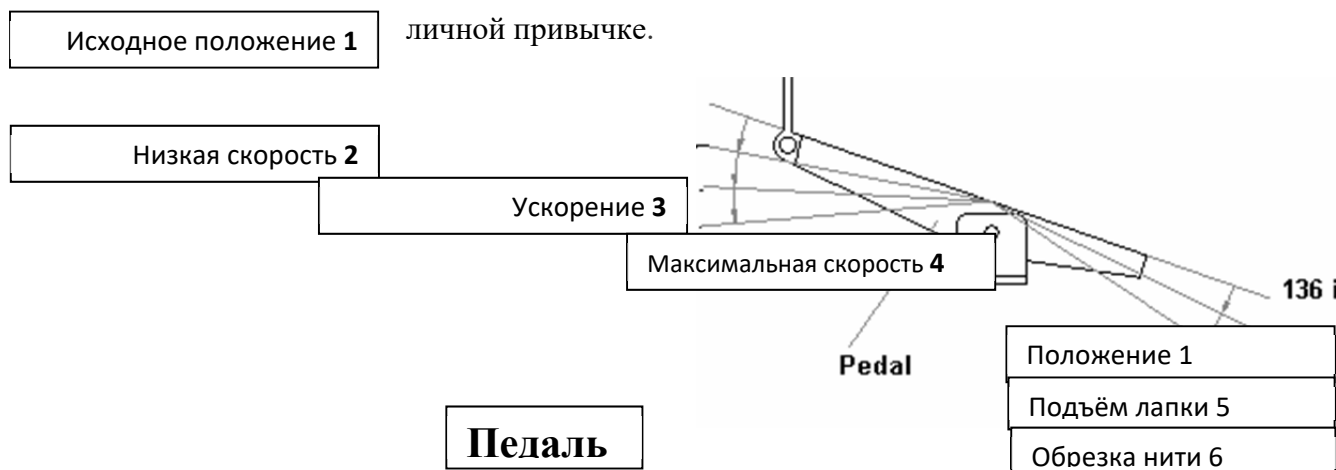 личной привычке.
Исходное положение 1
Низкая скорость 2
Ускорение 3
Максимальная скорость 4
136 i
Pedal
Положение 1
Подъём лапки 5
Педаль
Обрезка нити 6